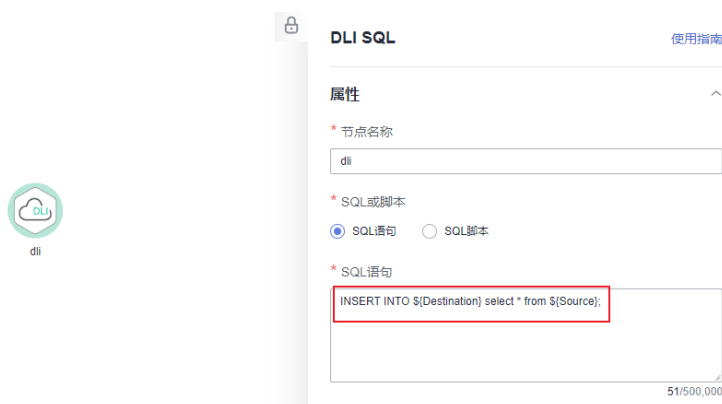 DLI SQL
使用指南
属性
* 节点名称
dli
* SQL或脚本
SQL语句 SQL脚本
* SQL语句
INSERT INTO ${Destination} select * from ${Source};
51/500,000
DLI
dli